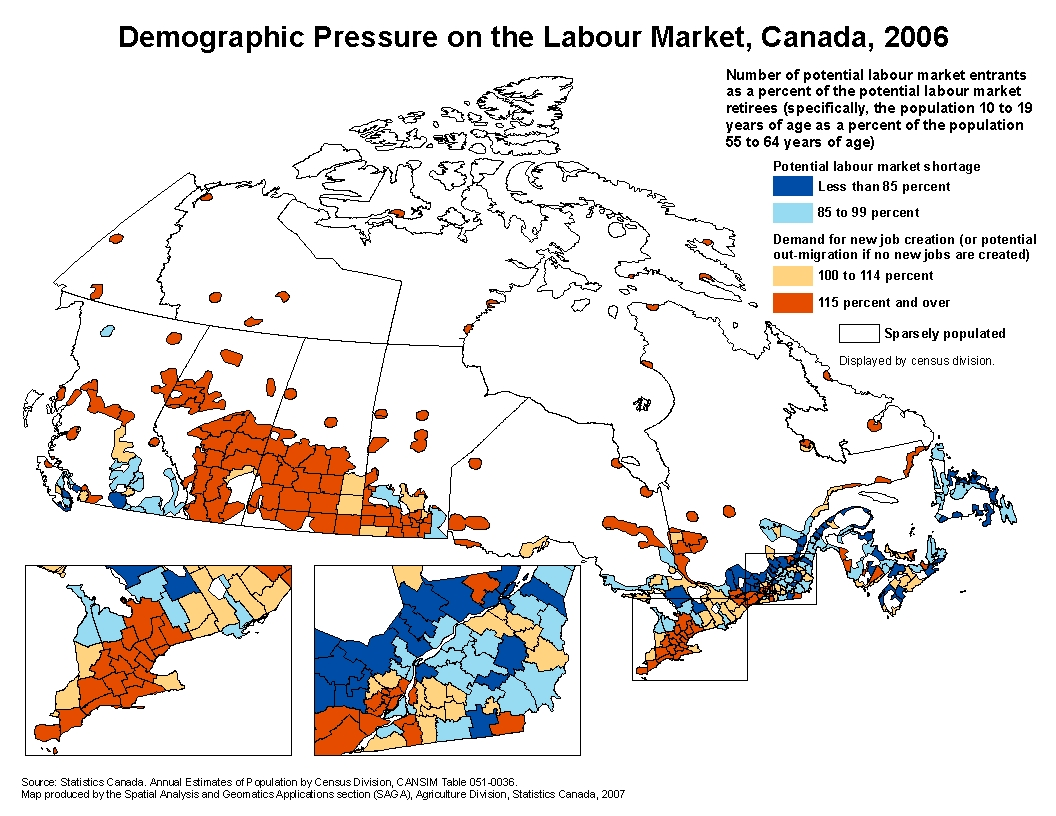 Demographic Pressure on the Labour Market, Canada, 2006
Number of potential labour market entrants
as a percent of the potential labour market
retirees (specifically, the population 10 to 19
years of age as a percent of the population
55 to 64 years of age)
Potential labour market shortage
Less than 85 percent
85 to 99 percent
Demand for new job creation (or potential
out-migration if no new jobs are created)
100 to 114 percent
115 percent and over
Sparsely populated
Displayed by census division.
Source: Statistics Canada. Annual Estimates of Population by Census Division, CANSIM Table 051-0036.
Map produced by the Spatial Analysis and Geomatics Applications section (SAGA), Agriculture Division, Statistics Canada, 2007